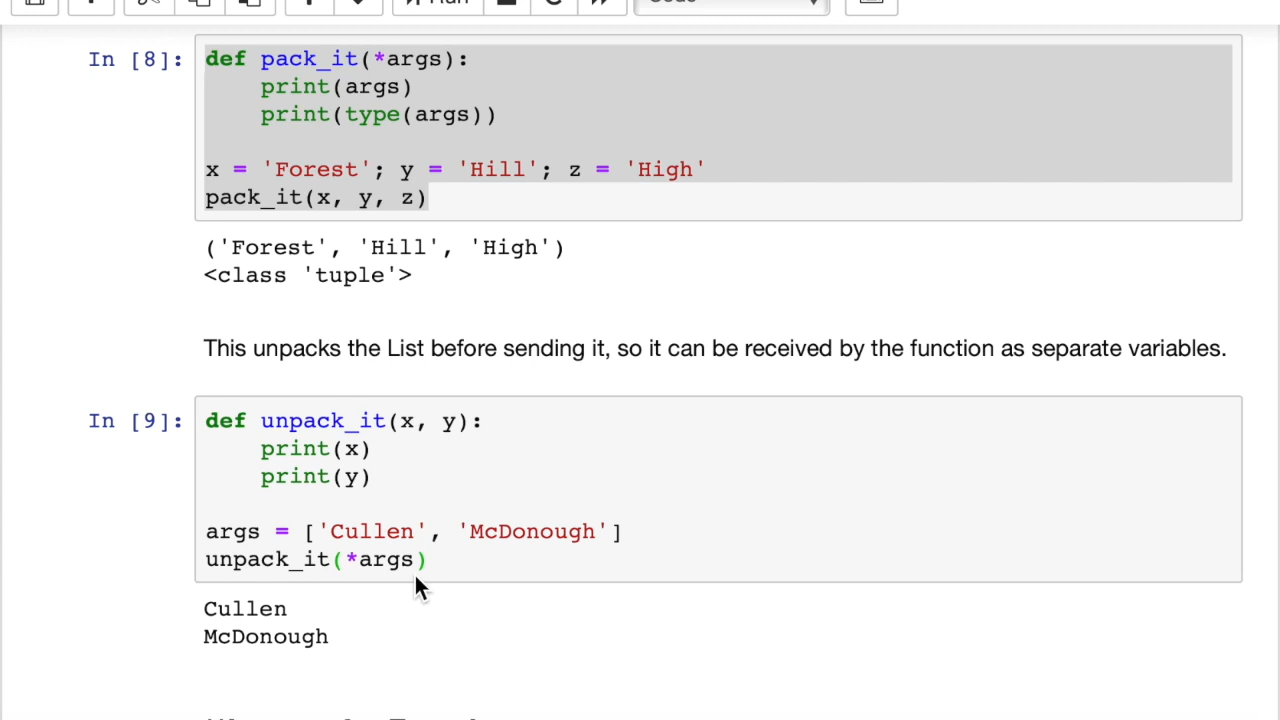 Run
Code
In [8]:
def pack_it(*args):
    print(args)
    print(type(args))
x = 'Forest'; y = 'Hill'; z = 'High'
pack_it(x, y, z)
('Forest', 'Hill', 'High')
<class 'tuple'>
This unpacks the List before sending it, so it can be received by the function as separate variables.
In [9]:
def unpack_it(x, y):
    print(x)
    print(y)
args = ['Cullen', 'McDonough']
unpack_it(*args)
Cullen
McDonough